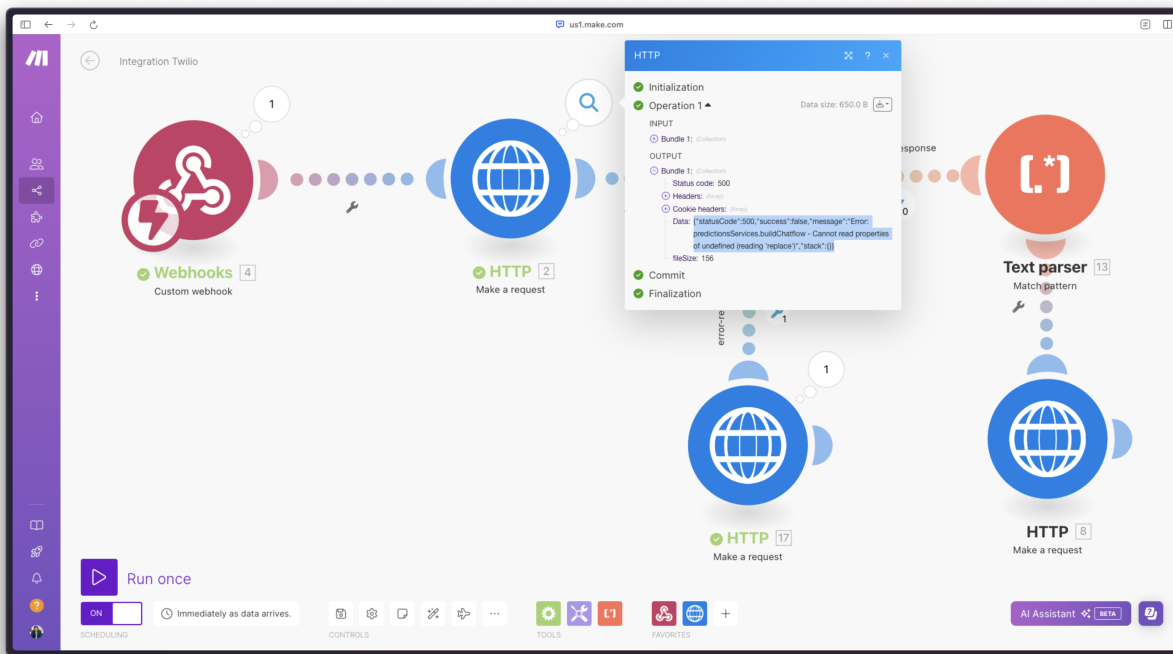 us1.make.com
Integration Twilio
1
Webhooks 4
Custom webhook
HTTP 2
Make a request
HTTP
Initialization
Operation 1
Data size: 650.0 B
INPUT
Bundle 1: (Collection)
OUTPUT
Bundle 1: (Collection)
Status code: 500
Headers: (Array)
Cookie headers: (Array)
Data: {"statusCode":500,"success":false,"message":"Error:
predictionsServices.buildChatflow - Cannot read properties
of undefined (reading 'replace')","stack":{}}
fileSize: 156
Commit
Finalization
sponse
0
[.*)
Text parser 13
Match pattern
error-re
1
1
HTTP 17
Make a request
HTTP 8
Make a request
Run once
ON
Immediately as data arrives.
SCHEDULING
CONTROLS
TOOLS
FAVORITES
AI Assistant BETA